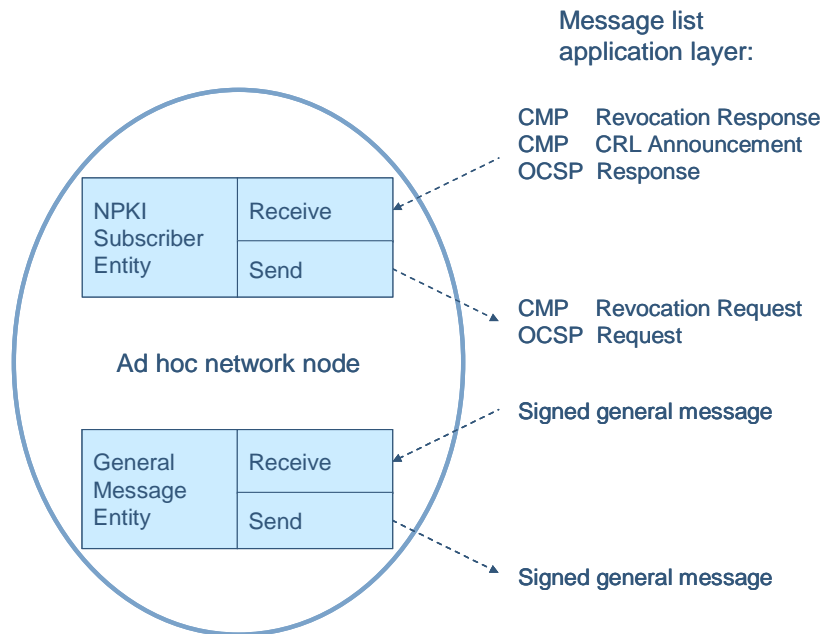 Message list
application layer:
CMP Revocation Response
CMP CRL Announcement
OCSP Response
NPKI
Subscriber
Entity
Receive
Send
CMP Revocation Request
OCSP Request
Ad hoc network node
Signed general message
General
Message
Entity
Receive
Send
Signed general message